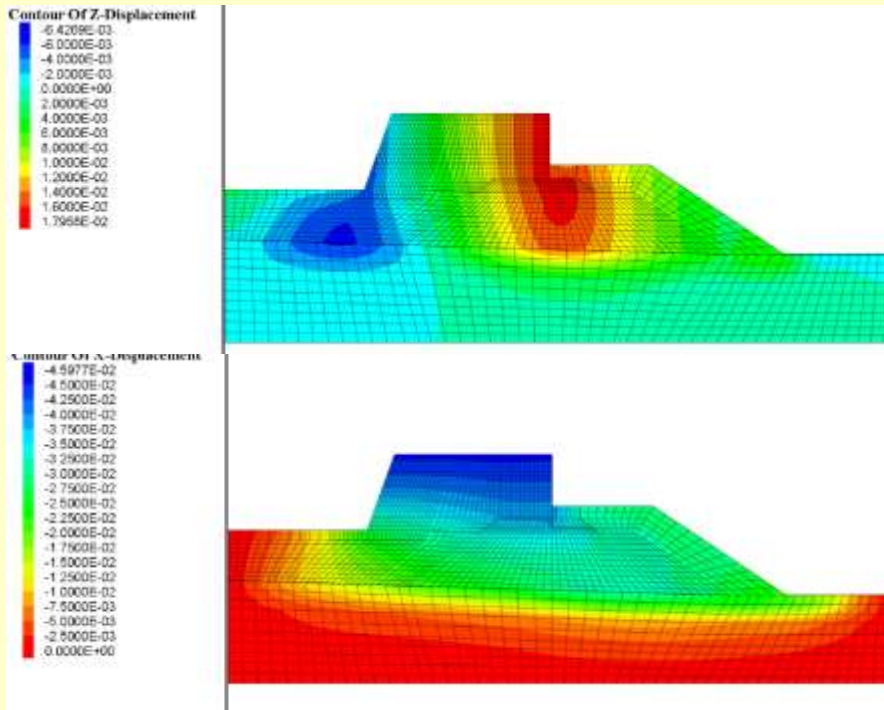 Contour Of Z-Displacement
-6.4269E-03
-6.0000E-03
-4.0000E-03
-2.0000E-03
0.0000E+00
2.0000E-03
4.0000E-03
6.0000E-03
8.0000E-03
1.0000E-02
1.2000E-02
1.4000E-02
1.6000E-02
1.7958E-02
Contour Of X-Displacement
-4.5977E-02
-4.5000E-02
-4.2500E-02
-4.0000E-02
-3.7500E-02
-3.5000E-02
-3.2500E-02
-3.0000E-02
-2.7500E-02
-2.5000E-02
-2.2500E-02
-2.0000E-02
-1.7500E-02
-1.5000E-02
-1.2500E-02
-1.0000E-02
-7.5000E-03
-5.0000E-03
-2.5000E-03
0.0000E+00